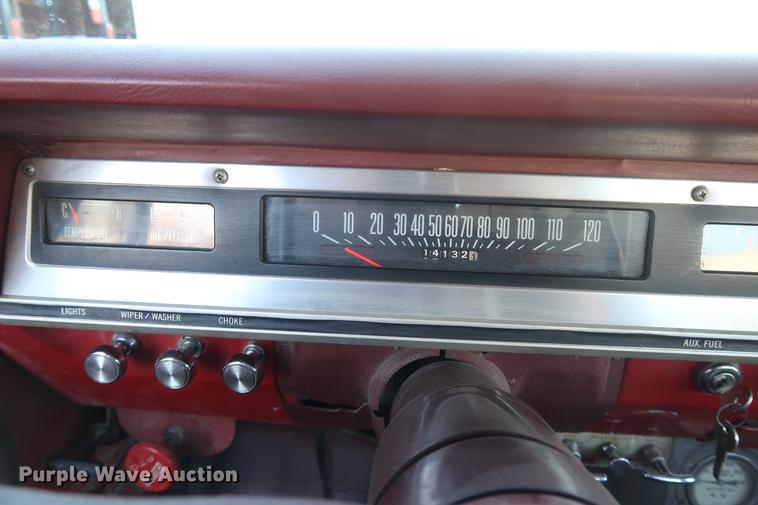 C H
TEMPERATURE OIL PRESSURE
0 10 20 30 40 50 60 70 80 90 100 110 120
14132
LIGHTS WIPER/WASHER CHOKE
AUX. FUEL
Purple Wave Auction